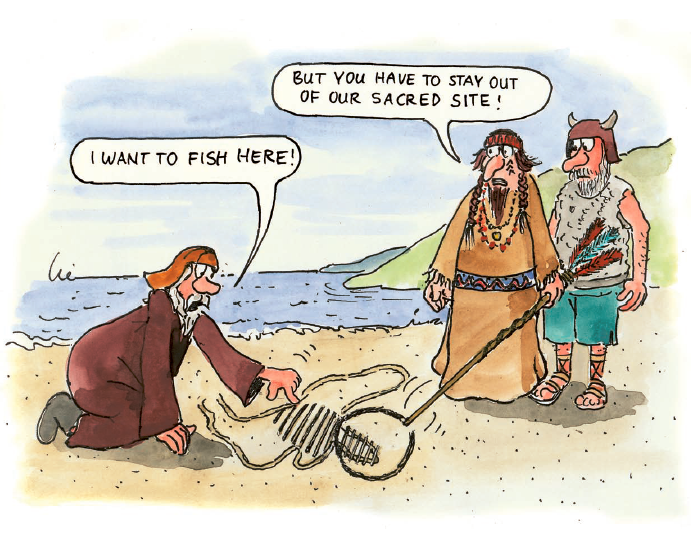 BUT YOU HAVE TO STAY OUT
OF OUR SACRED SITE!
I WANT TO FISH HERE!